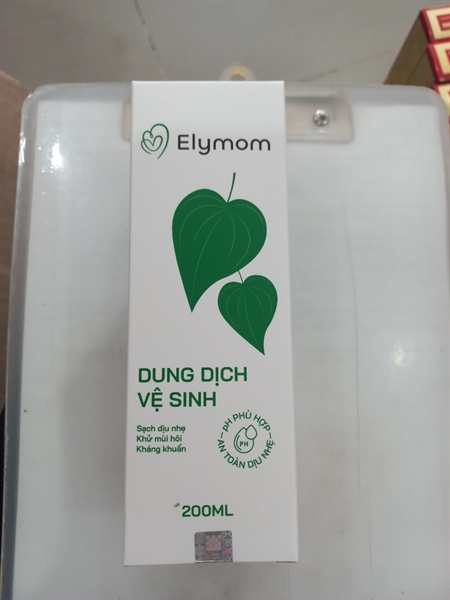 Elymom
DUNG DỊCH
VỆ SINH
Sạch dịu nhẹ
Khử mùi hôi
Kháng khuẩn
pH PHÙ HỢP
AN TOÀN DỊU NHẸ
PH
200ML